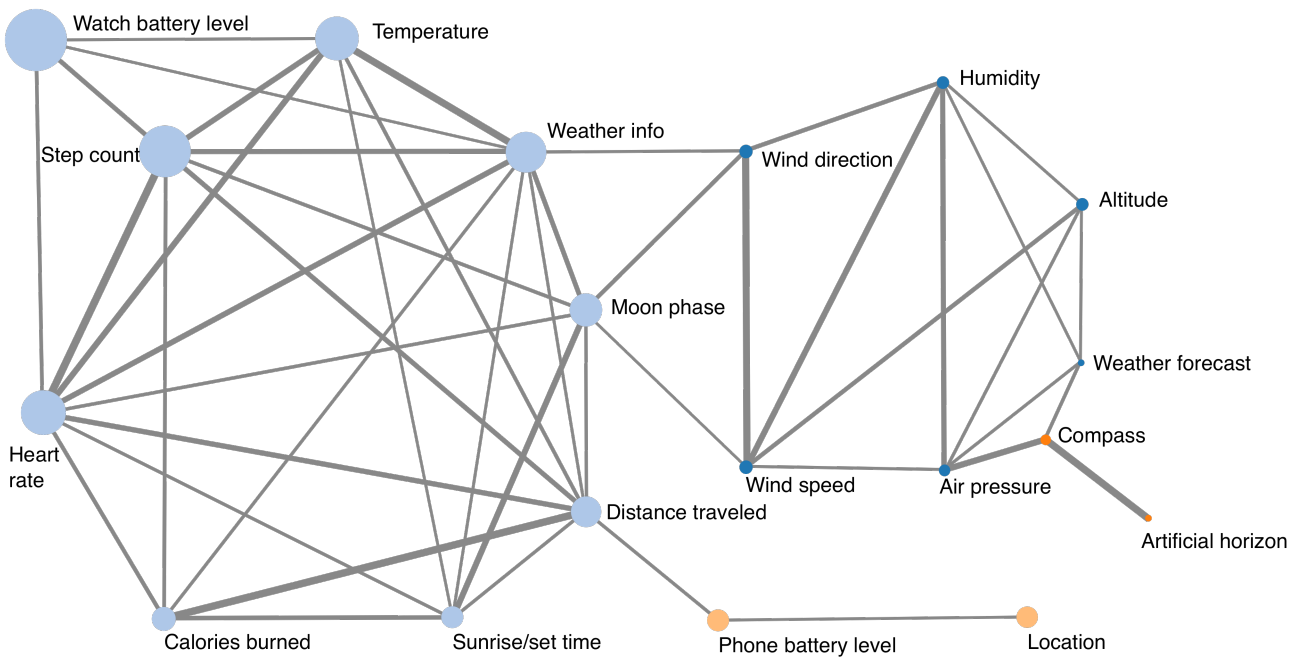 Watch battery level
Temperature
Humidity
Weather info
Step count
Wind direction
Altitude
Moon phase
Weather forecast
Compass
Heart
rate
Wind speed
Air pressure
Distance traveled
Artificial horizon
Calories burned
Sunrise/set time
Phone battery level
Location